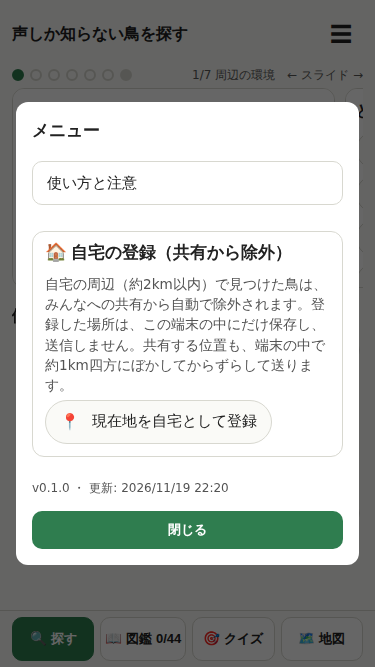 声しか知らない鳥を探す
1/7 周辺の環境 ← スライド →
メニュー
使い方と注意
🏠 自宅の登録（共有から除外）
自宅の周辺（約2km以内）で見つけた鳥は、
みんなへの共有から自動で除外されます。登
録した場所は、この端末の中にだけ保存し、
送信しません。共有する位置も、端末の中で
約1km四方にぼかしてからずらして送りま
す。
📍 現在地を自宅として登録
v0.1.0 · 更新: 2026/11/19 22:20
閉じる
🔍 探す
📖 図鑑 0/44
🎯 クイズ
🗺️ 地図